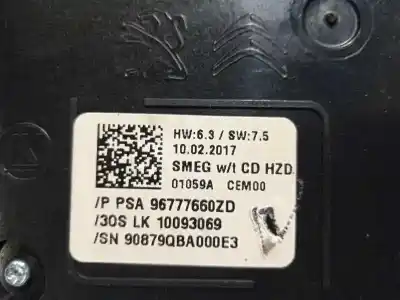 HW:6.3 / SW:7.5
10.02.2017
SMEG w/t CD HZD
01059A CEM00
/P PSA 96777660ZD
/3OS LK 10093069
/SN 90879QBA000E3